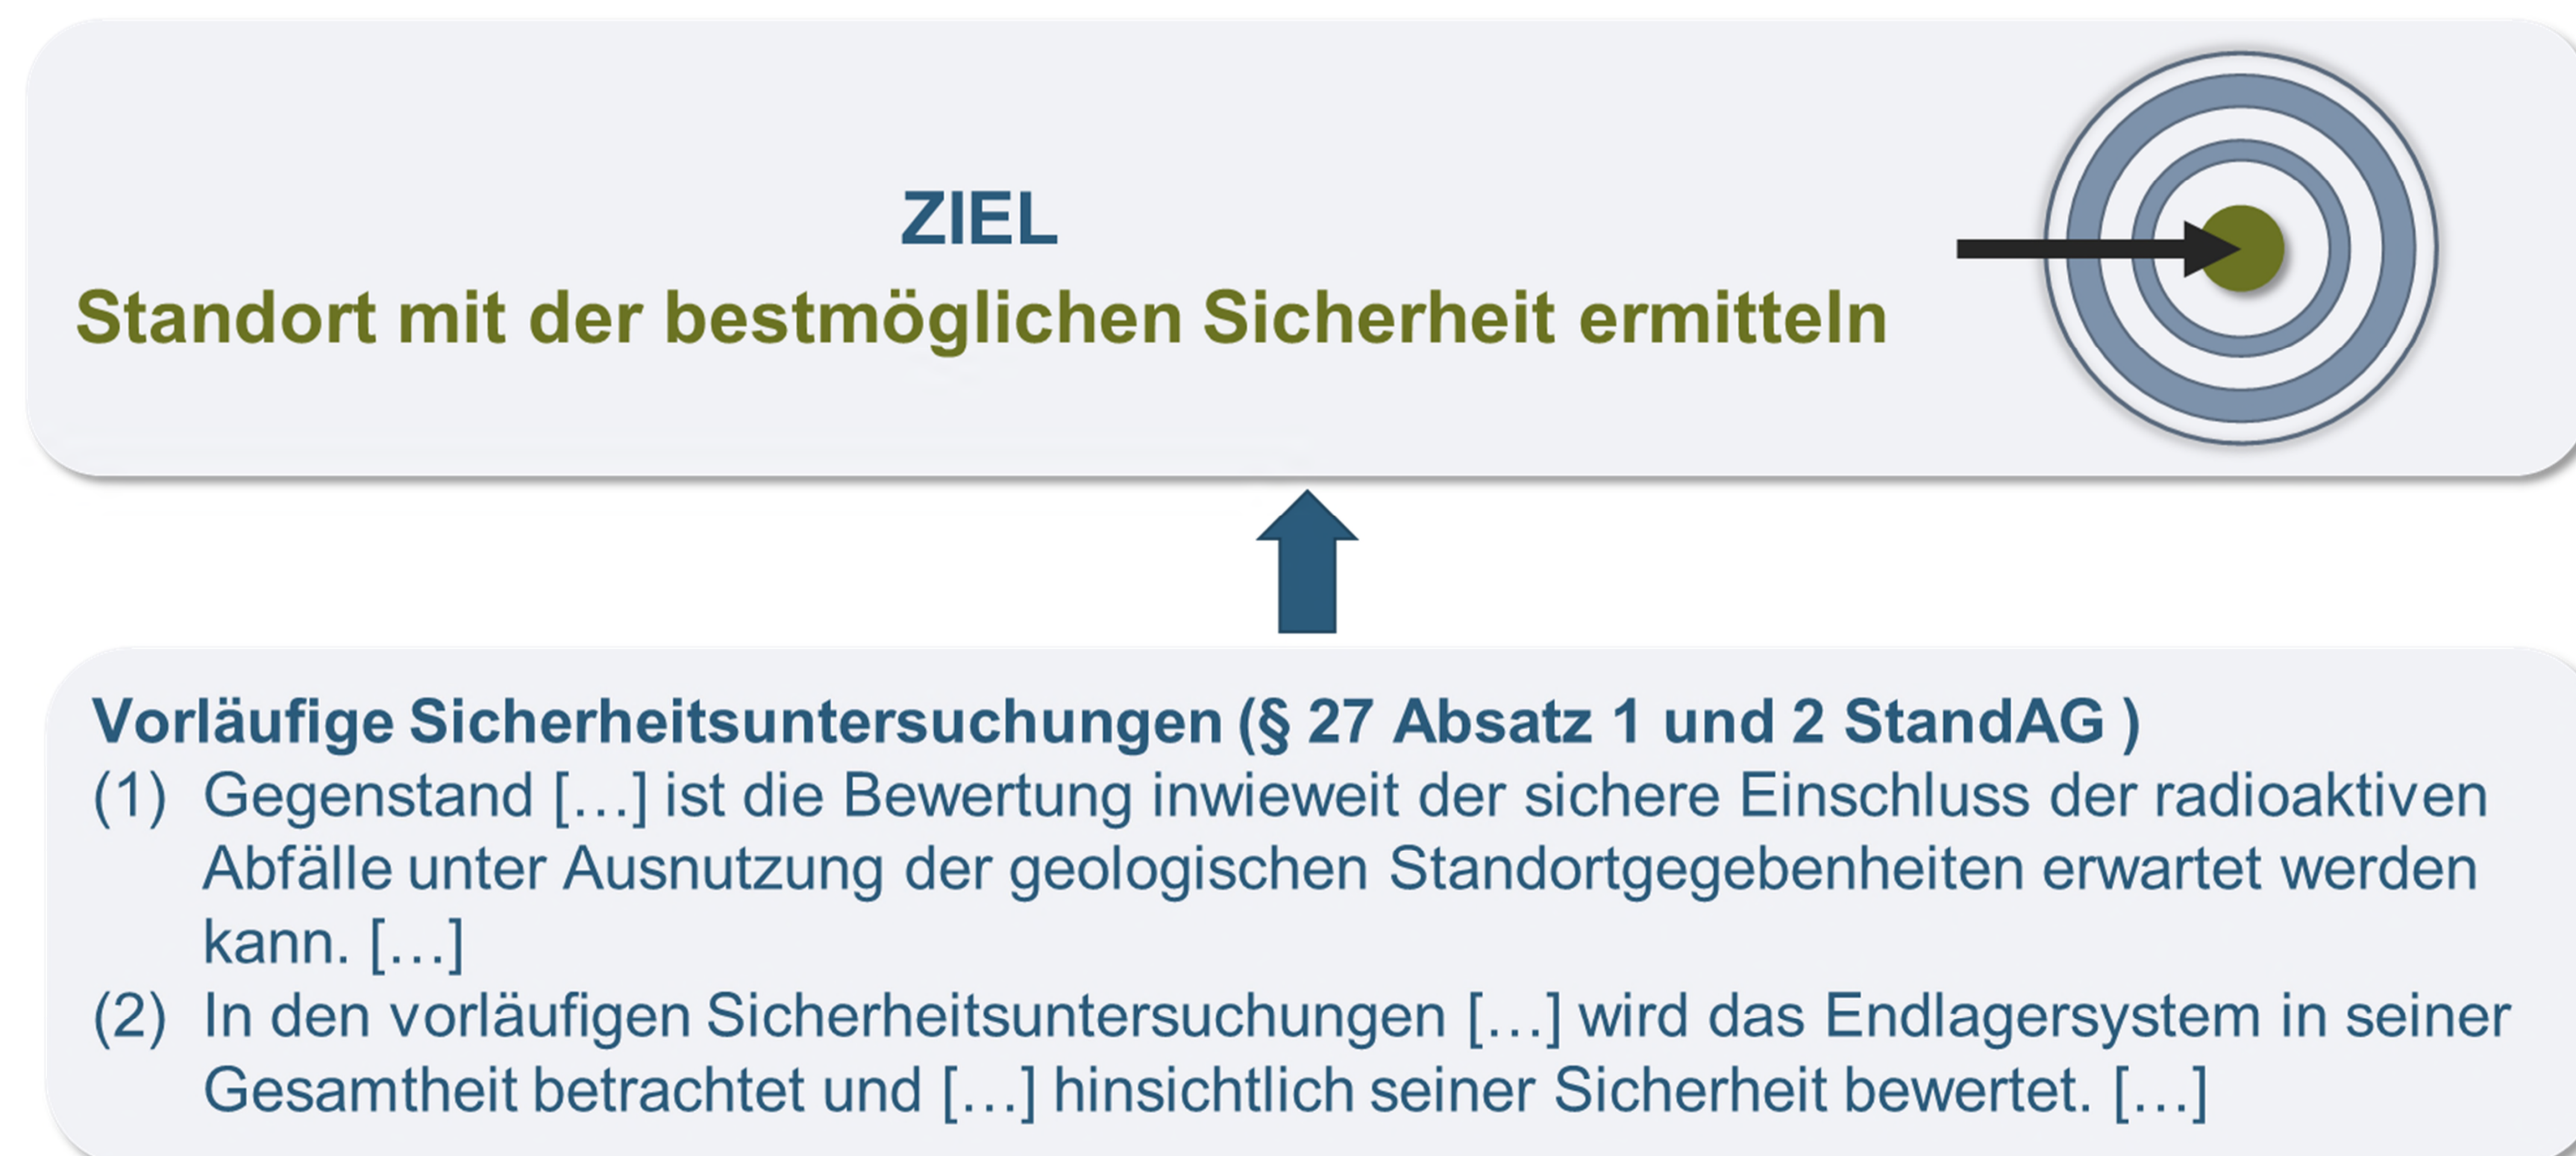 ZIEL
Standort mit der bestmöglichen Sicherheit ermitteln
Vorläufige Sicherheitsuntersuchungen (§ 27 Absatz 1 und 2 StandAG )
(1) Gegenstand […] ist die Bewertung inwieweit der sichere Einschluss der radioaktiven
Abfälle unter Ausnutzung der geologischen Standortgegebenheiten erwartet werden
kann. […]
(2) In den vorläufigen Sicherheitsuntersuchungen […] wird das Endlagersystem in seiner
Gesamtheit betrachtet und […] hinsichtlich seiner Sicherheit bewertet. […]